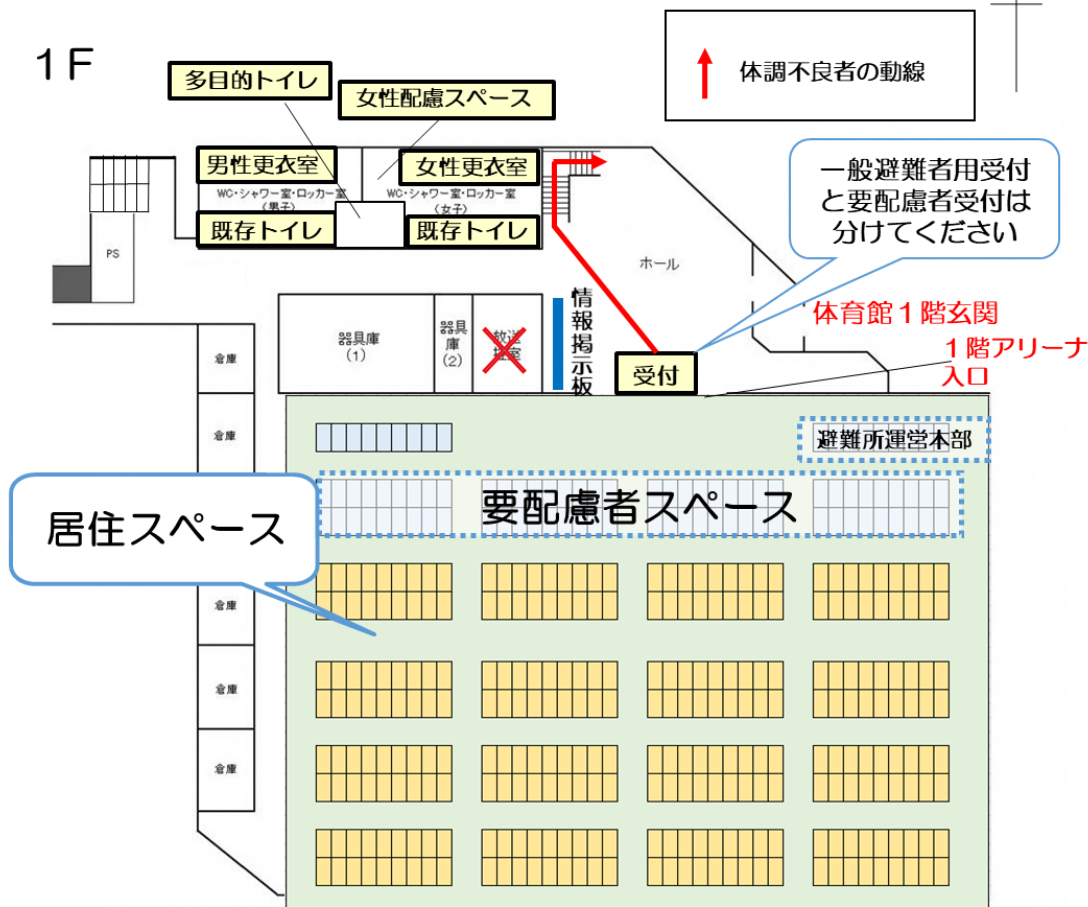 1F
体調不良者の動線
多目的トイレ
女性配慮スペース
一般避難者用受付
と要配慮者受付は
分けてください
男性更衣室
女性更衣室
WC・シャワー室・ロッカー室
(男子)
WC・シャワー室・ロッカー室
(女子)
既存トイレ
既存トイレ
PS
ホール
情報掲示板
体育館1階玄関
1階アリーナ
入口
器具庫
(1)
器具
庫
(2)
受付
倉庫
倉庫
避難所運営本部
要配慮者スペース
居住スペース
倉庫
倉庫
倉庫